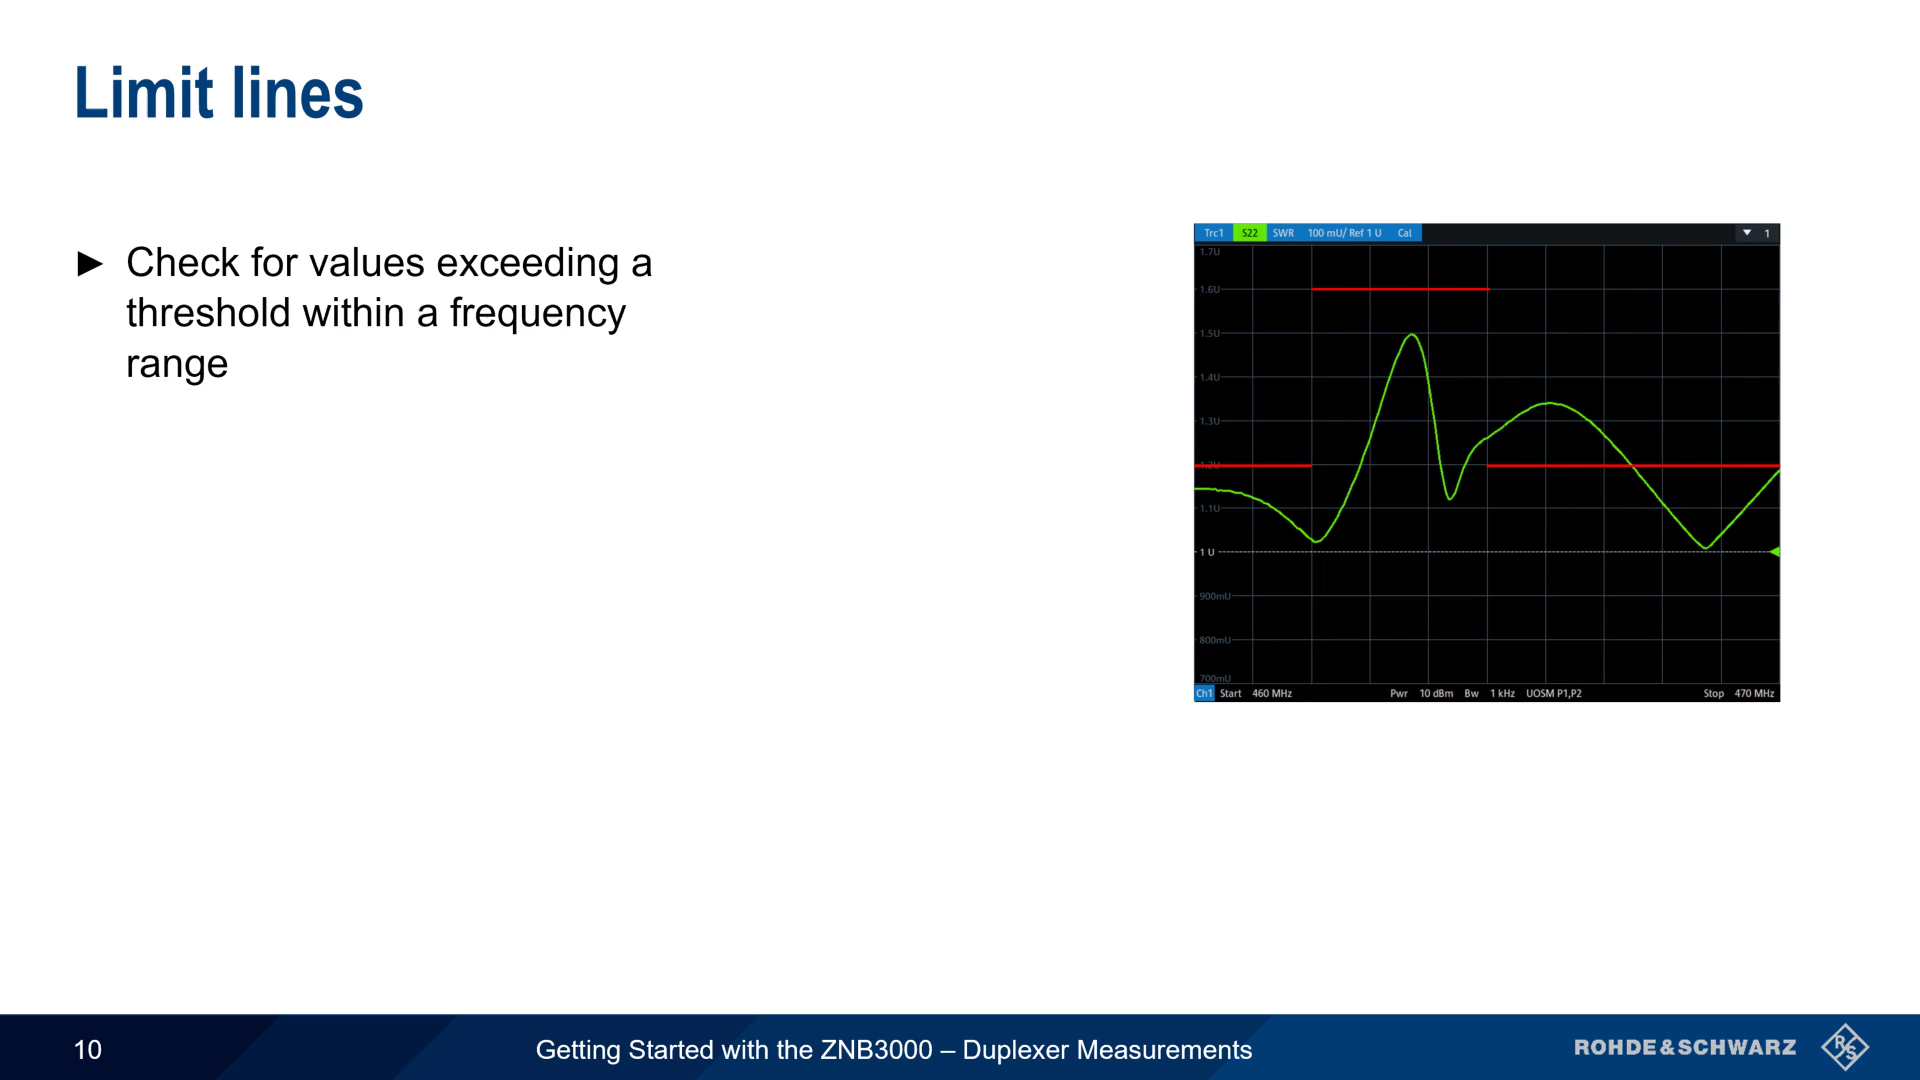 Limit lines
► Check for values exceeding a
threshold within a frequency
range
Trc1 S22 SWR 100 mU/ Ref 1 U Cal 1
1.7U
1.6U
1.5U
1.4U
1.3U
1.2U
1.1U
1 U
900mU
800mU
700mU
Ch1 Start 460 MHz Pwr 10 dBm Bw 1 kHz UOSM P1,P2 Stop 470 MHz
10 Getting Started with the ZNB3000 – Duplexer Measurements ROHDE&SCHWARZ
R&S